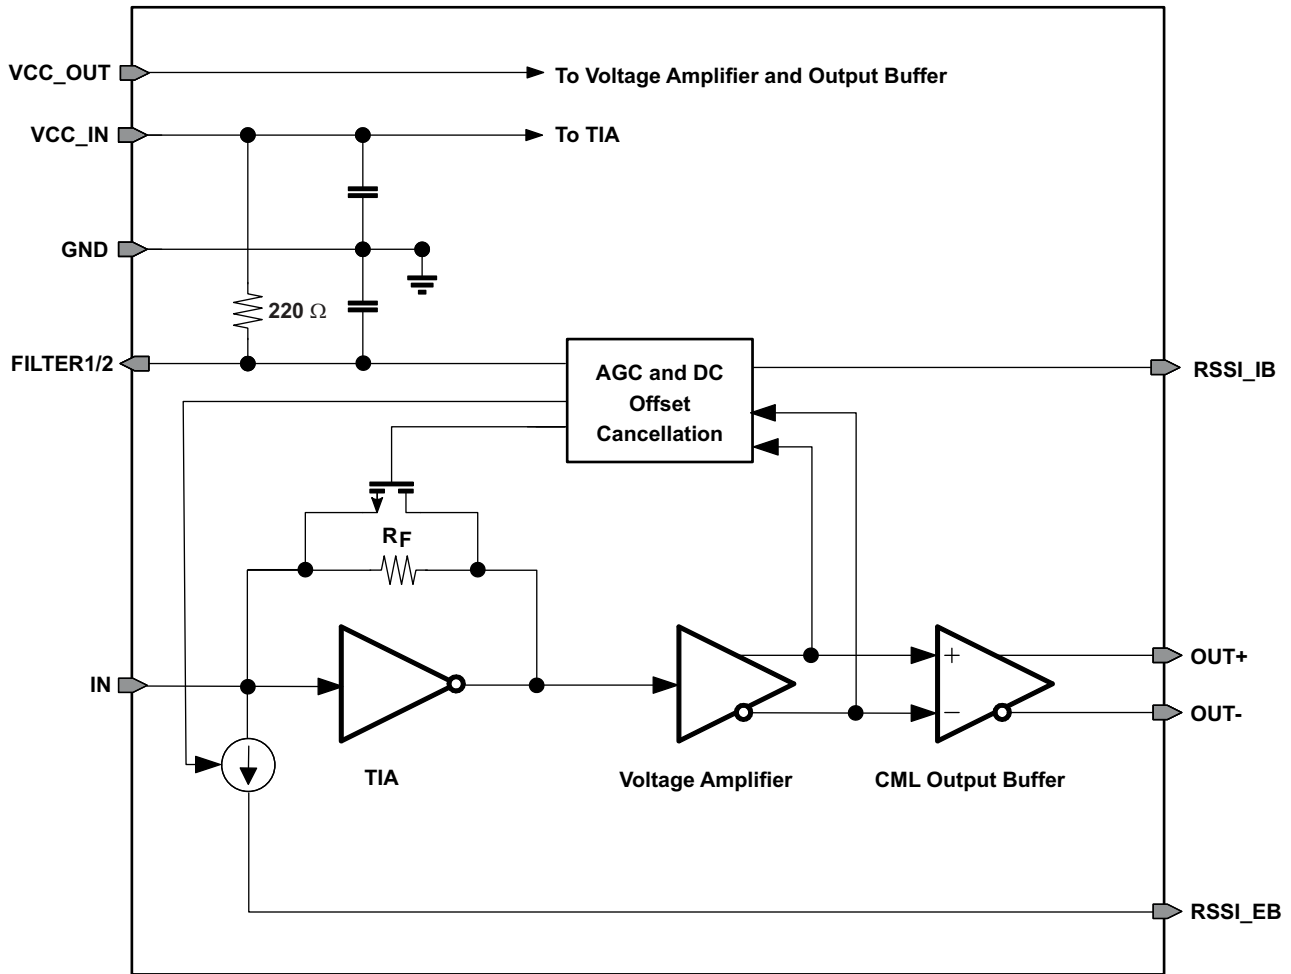 VCC_OUT
To Voltage Amplifier and Output Buffer
VCC_IN
To TIA
GND
220 Ω
FILTER1/2
AGC and DC
Offset
Cancellation
RSSI_IB
RF
IN
+
−
OUT+
OUT-
TIA
Voltage Amplifier
CML Output Buffer
RSSI_EB